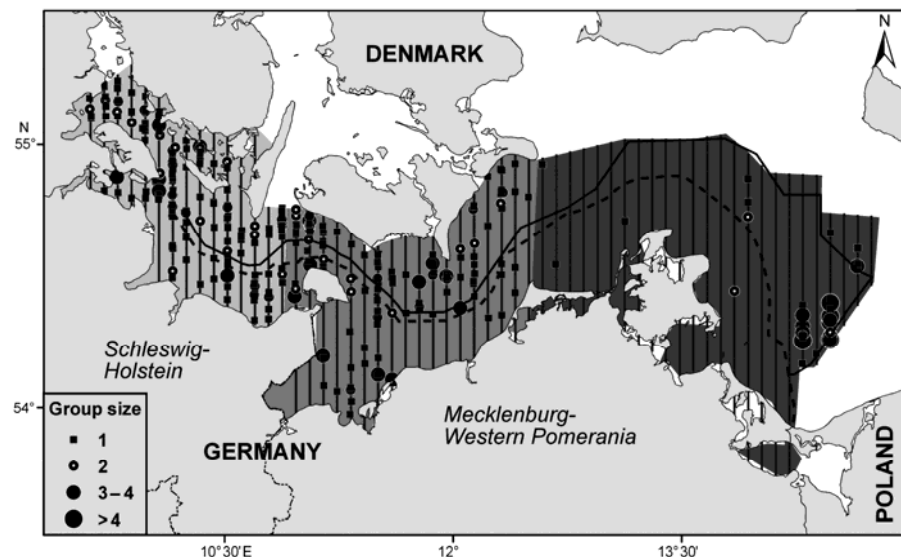 N
DENMARK
N
55°
Schleswig-
Holstein
54°
Mecklenburg-
Western Pomerania
GERMANY
POLAND
Group size
1
2
3–4
>4
10°30'E
12°
13°30